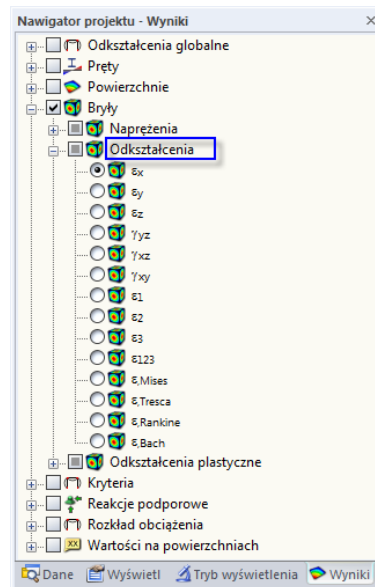 Nawigator projektu - Wyniki
Odkształcenia globalne
Pręty
Powierzchnie
Bryły
Naprężenia
Odkształcenia
εx
εy
εz
γyz
γxz
γxy
ε1
ε2
ε3
ε123
ε,Mises
ε,Tresca
ε,Rankine
ε,Bach
Odkształcenia plastyczne
Kryteria
Reakcje podporowe
Rozkład obciążenia
Wartości na powierzchniach
Dane Wyświetl Tryb wyświetlenia Wyniki